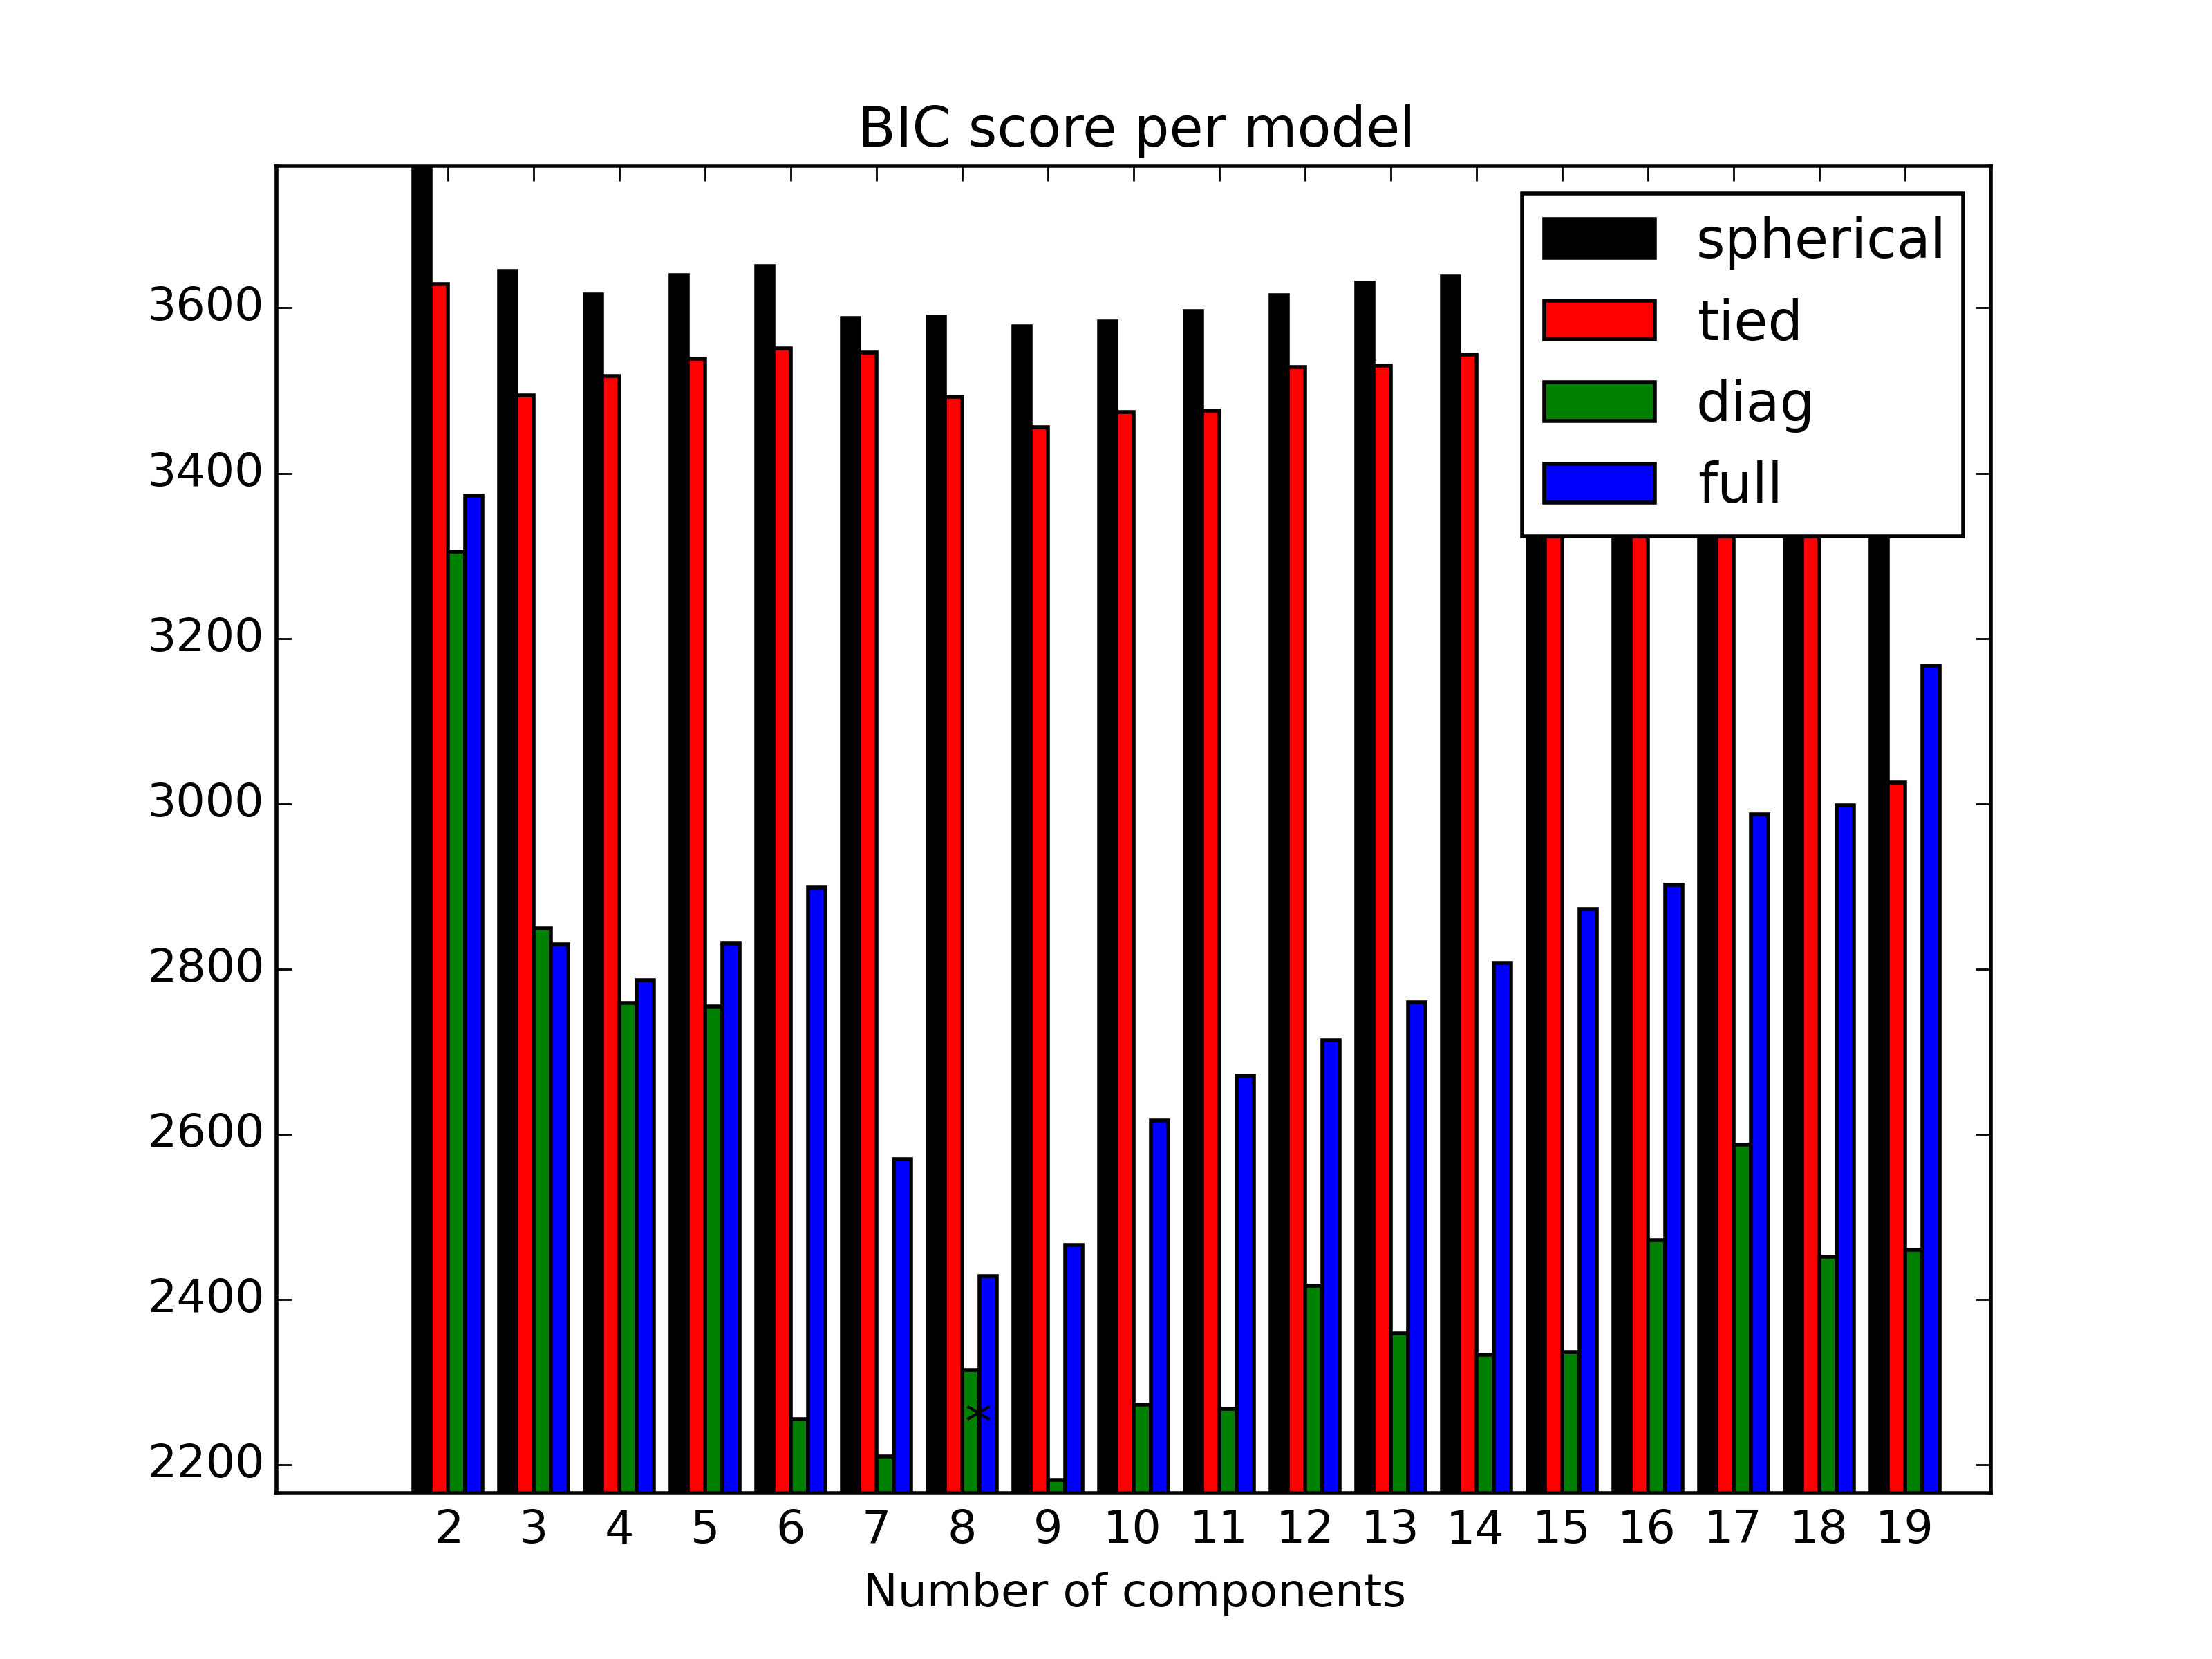 BIC score per model
spherical
tied
diag
full
3600
3400
3200
3000
2800
2600
2400
2200
*
2 3 4 5 6 7 8 9 10 11 12 13 14 15 16 17 18 19
Number of components